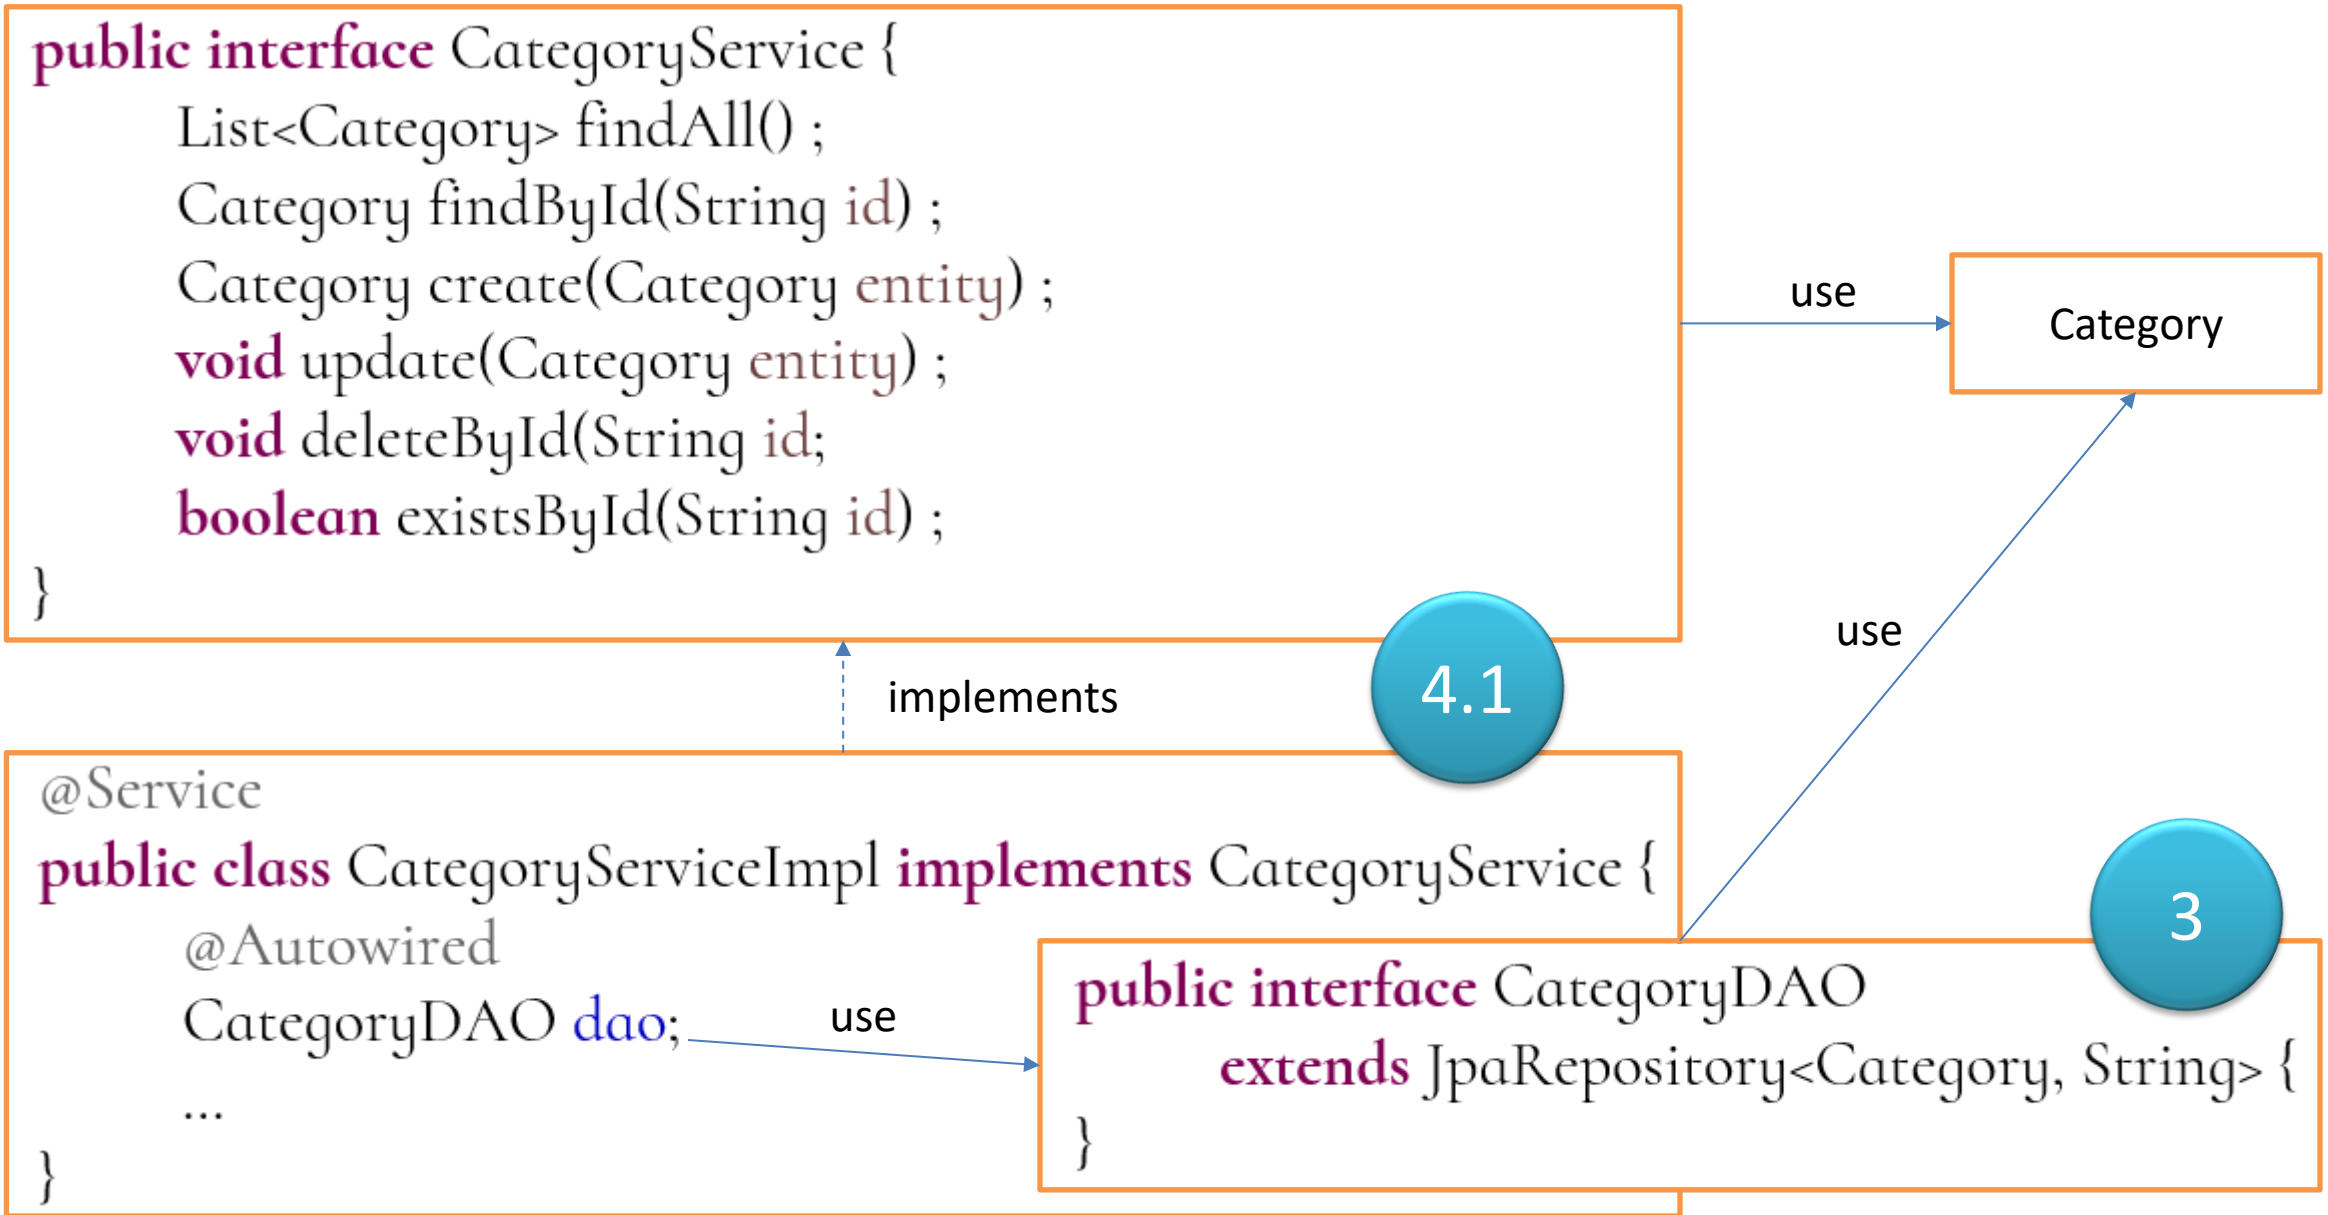 public interface CategoryService {
List<Category> findAll() ;
Category findById(String id) ;
Category create(Category entity) ;
void update(Category entity) ;
void deleteById(String id;
boolean existsById(String id) ;
}
use
Category
use
implements
4.1
@Service
public class CategoryServiceImpl implements CategoryService {
@Autowired
CategoryDAO dao;
...
}
use
3
public interface CategoryDAO
extends JpaRepository<Category, String> {
}